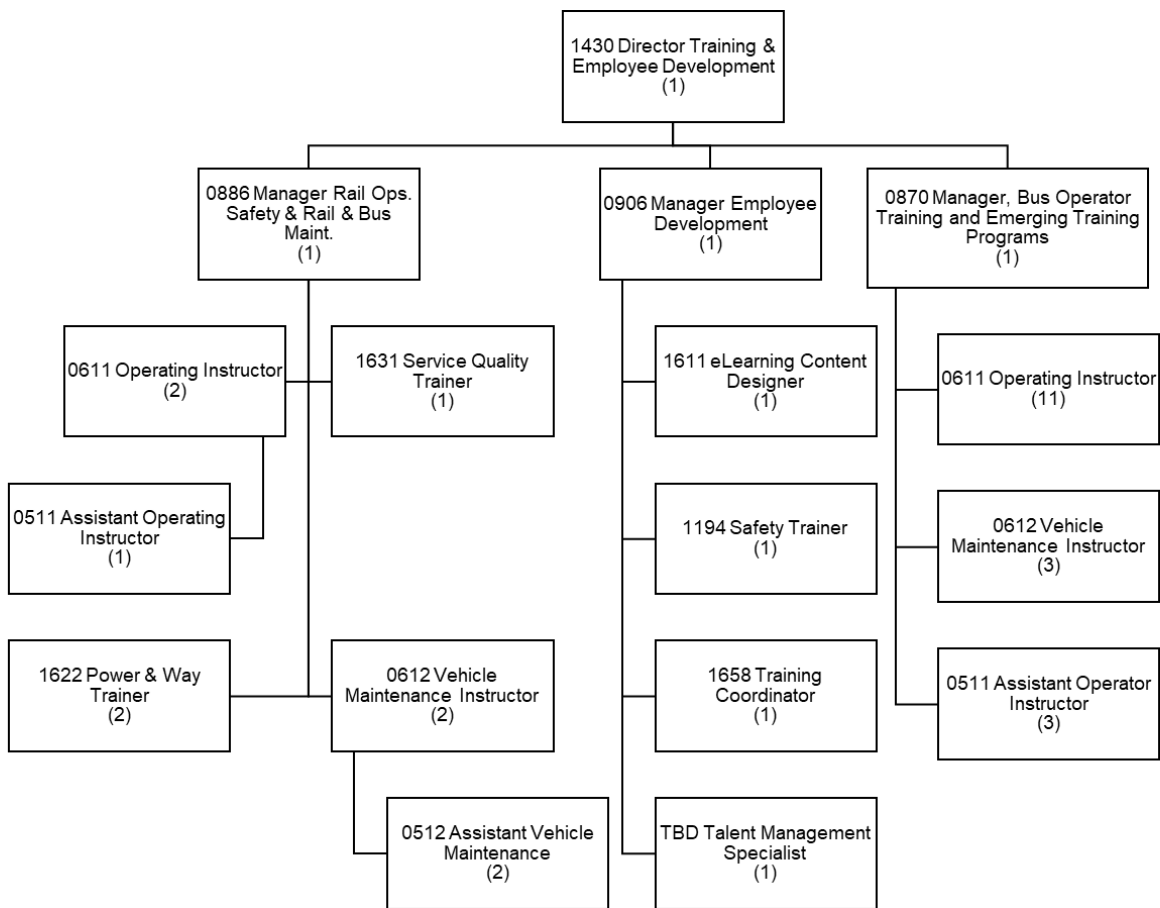 1430 Director Training &
Employee Development
(1)
0886 Manager Rail Ops.
Safety & Rail & Bus
Maint.
(1)
0906 Manager Employee
Development
(1)
0870 Manager, Bus Operator
Training and Emerging Training
Programs
(1)
0611 Operating Instructor
(2)
1631 Service Quality
Trainer
(1)
1611 eLearning Content
Designer
(1)
0611 Operating Instructor
(11)
0511 Assistant Operating
Instructor
(1)
1194 Safety Trainer
(1)
0612 Vehicle
Maintenance Instructor
(3)
1622 Power & Way
Trainer
(2)
0612 Vehicle
Maintenance Instructor
(2)
1658 Training
Coordinator
(1)
0511 Assistant Operator
Instructor
(3)
0512 Assistant Vehicle
Maintenance
(2)
TBD Talent Management
Specialist
(1)